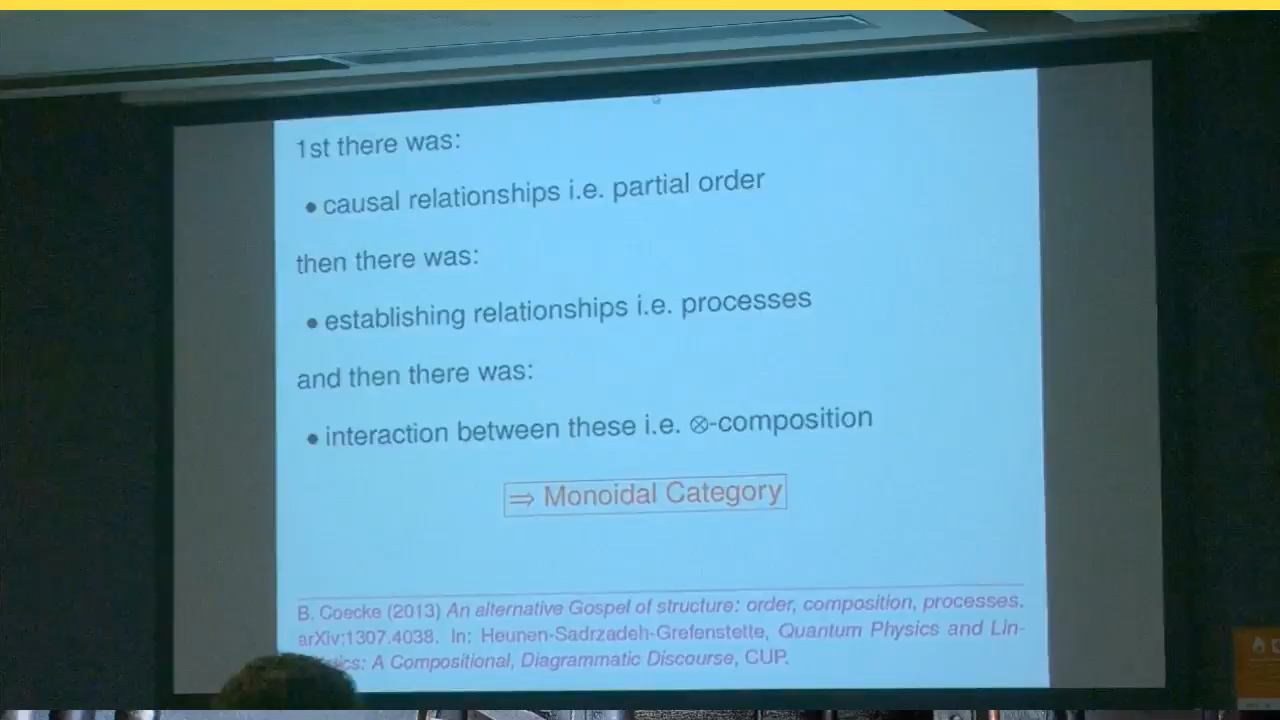 1st there was:
• causal relationships i.e. partial order
then there was:
• establishing relationships i.e. processes
and then there was:
• interaction between these i.e. ⊗-composition
⇒ Monoidal Category
B. Coecke (2013) An alternative Gospel of structure: order, composition, processes.
arXiv:1307.4038. In: Heunen-Sadrzadeh-Grefenstette, Quantum Physics and Lin-
: A Compositional, Diagrammatic Discourse, CUP.